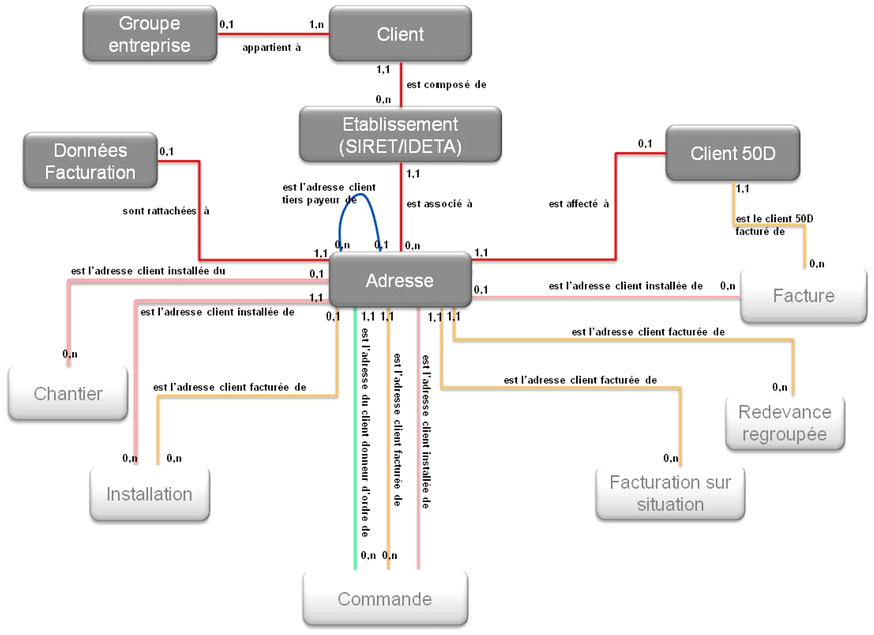 Groupe
entreprise
0,1
1,n
appartient à
Client
1,1
est composé de
0,n
Etablissement
(SIRET/IDETA)
Données
Facturation
0,1
sont rattachées à
est l'adresse client
tiers payeur de
1,1
est associé à
0,1
est affecté à
Client 50D
1,1
est le client 50D
facturé de
0,n
0,n
0,1
0,n
1,1
1,1
Adresse
est l'adresse client installée du
0,1
0,1
est l'adresse client installée de
0,n
Facture
1,1
est l'adresse client installée de
0,1
1,1
1,1
1,1
1,1
est l'adresse client facturée de
0,n
Chantier
est l'adresse client facturée de
est l'adresse du client donneur d'ordre de
est l'adresse client facturée de
est l'adresse client installée de
est l'adresse client facturée de
0,n
Redevance
regroupée
0,n
0,n
Installation
0,n
Facturation sur
situation
0,n
0,n
Commande